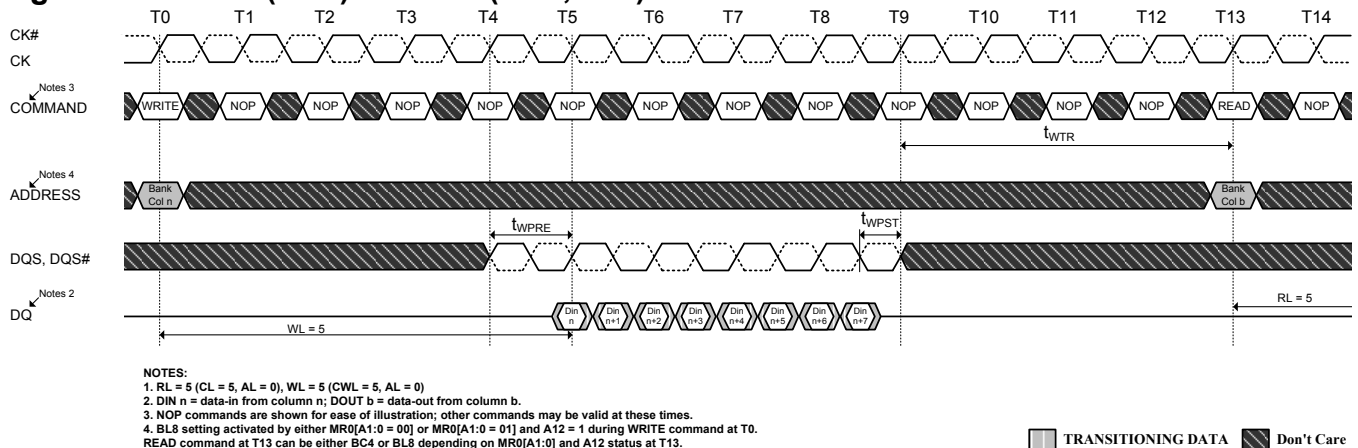 T0 T1 T2 T3 T4 T5 T6 T7 T8 T9 T10 T11 T12 T13 T14
CK#
CK
Notes 3
COMMAND
WRITE NOP NOP NOP NOP NOP NOP NOP NOP NOP NOP NOP NOP READ NOP
tWTR
Notes 4
ADDRESS
Bank Bank
Col n Col b
tWPRE tWPST
DQS, DQS#
Notes 2
DQ
Din Din Din Din Din Din Din Din
n n+1 n+2 n+3 n+4 n+5 n+6 n+7
RL = 5
WL = 5
NOTES:
1. RL = 5 (CL = 5, AL = 0), WL = 5 (CWL = 5, AL = 0)
2. DIN n = data-in from column n; DOUT b = data-out from column b.
3. NOP commands are shown for ease of illustration; other commands may be valid at these times.
4. BL8 setting activated by either MR0[A1:0 = 00] or MR0[A1:0 = 01] and A12 = 1 during WRITE command at T0.
READ command at T13 can be either BC4 or BL8 depending on MR0[A1:0] and A12 status at T13.
TRANSITIONING DATA Don't Care